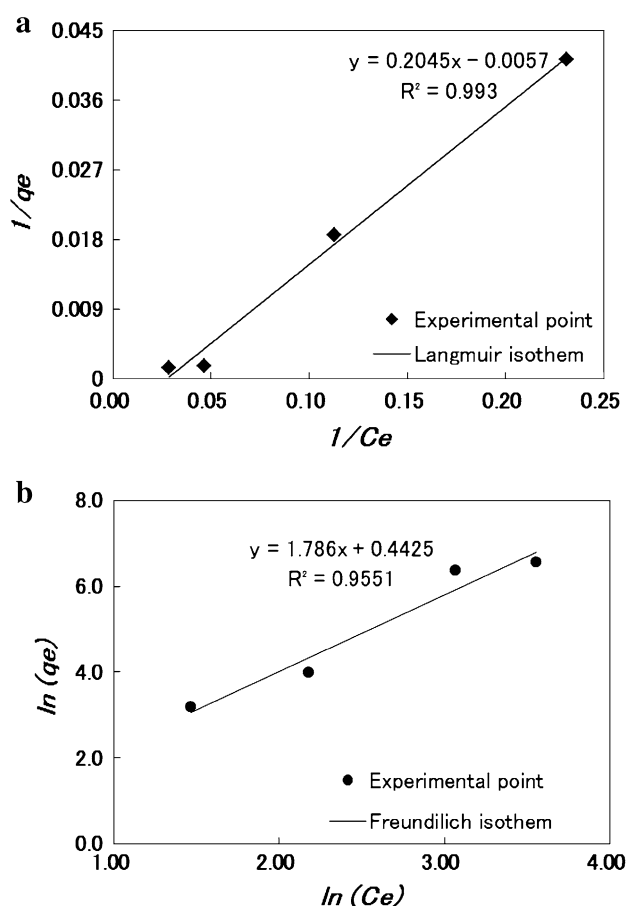 a
0.045
y = 0.2045x − 0.0057
R² = 0.993
0.036
0.027
1/qe
0.018
0.009
Experimental point
Langmuir isothem
0
0.00 0.05 0.10 0.15 0.20 0.25
1/Ce
b
8.0
y = 1.786x + 0.4425
R² = 0.9551
6.0
ln (qe)
4.0
2.0
Experimental point
Freundilich isothem
0.0
1.00 2.00 3.00 4.00
ln (Ce)